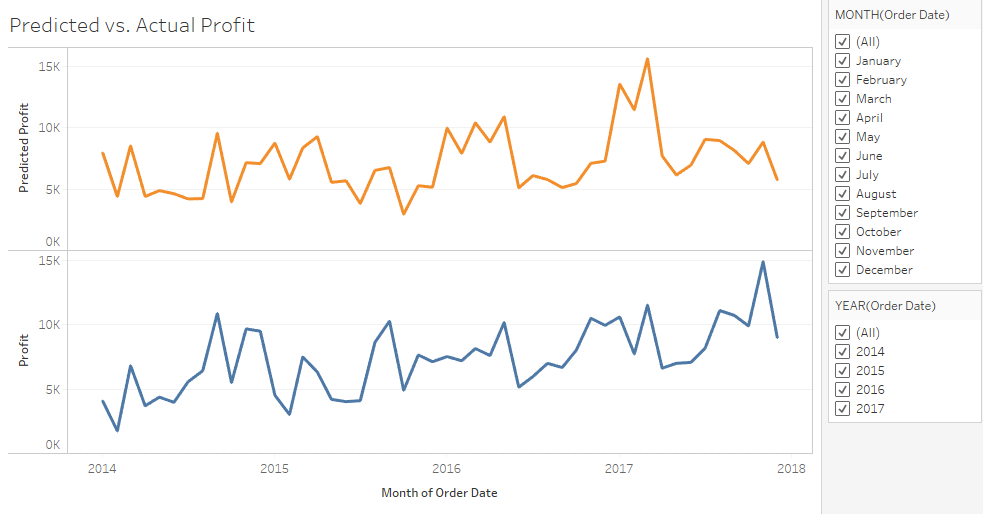 Predicted vs. Actual Profit
Predicted Profit
15K
10K
5K
0K
Profit
15K
10K
5K
0K
2014 2015 2016 2017 2018
Month of Order Date
MONTH(Order Date)
(All)
January
February
March
April
May
June
July
August
September
October
November
December
YEAR(Order Date)
(All)
2014
2015
2016
2017